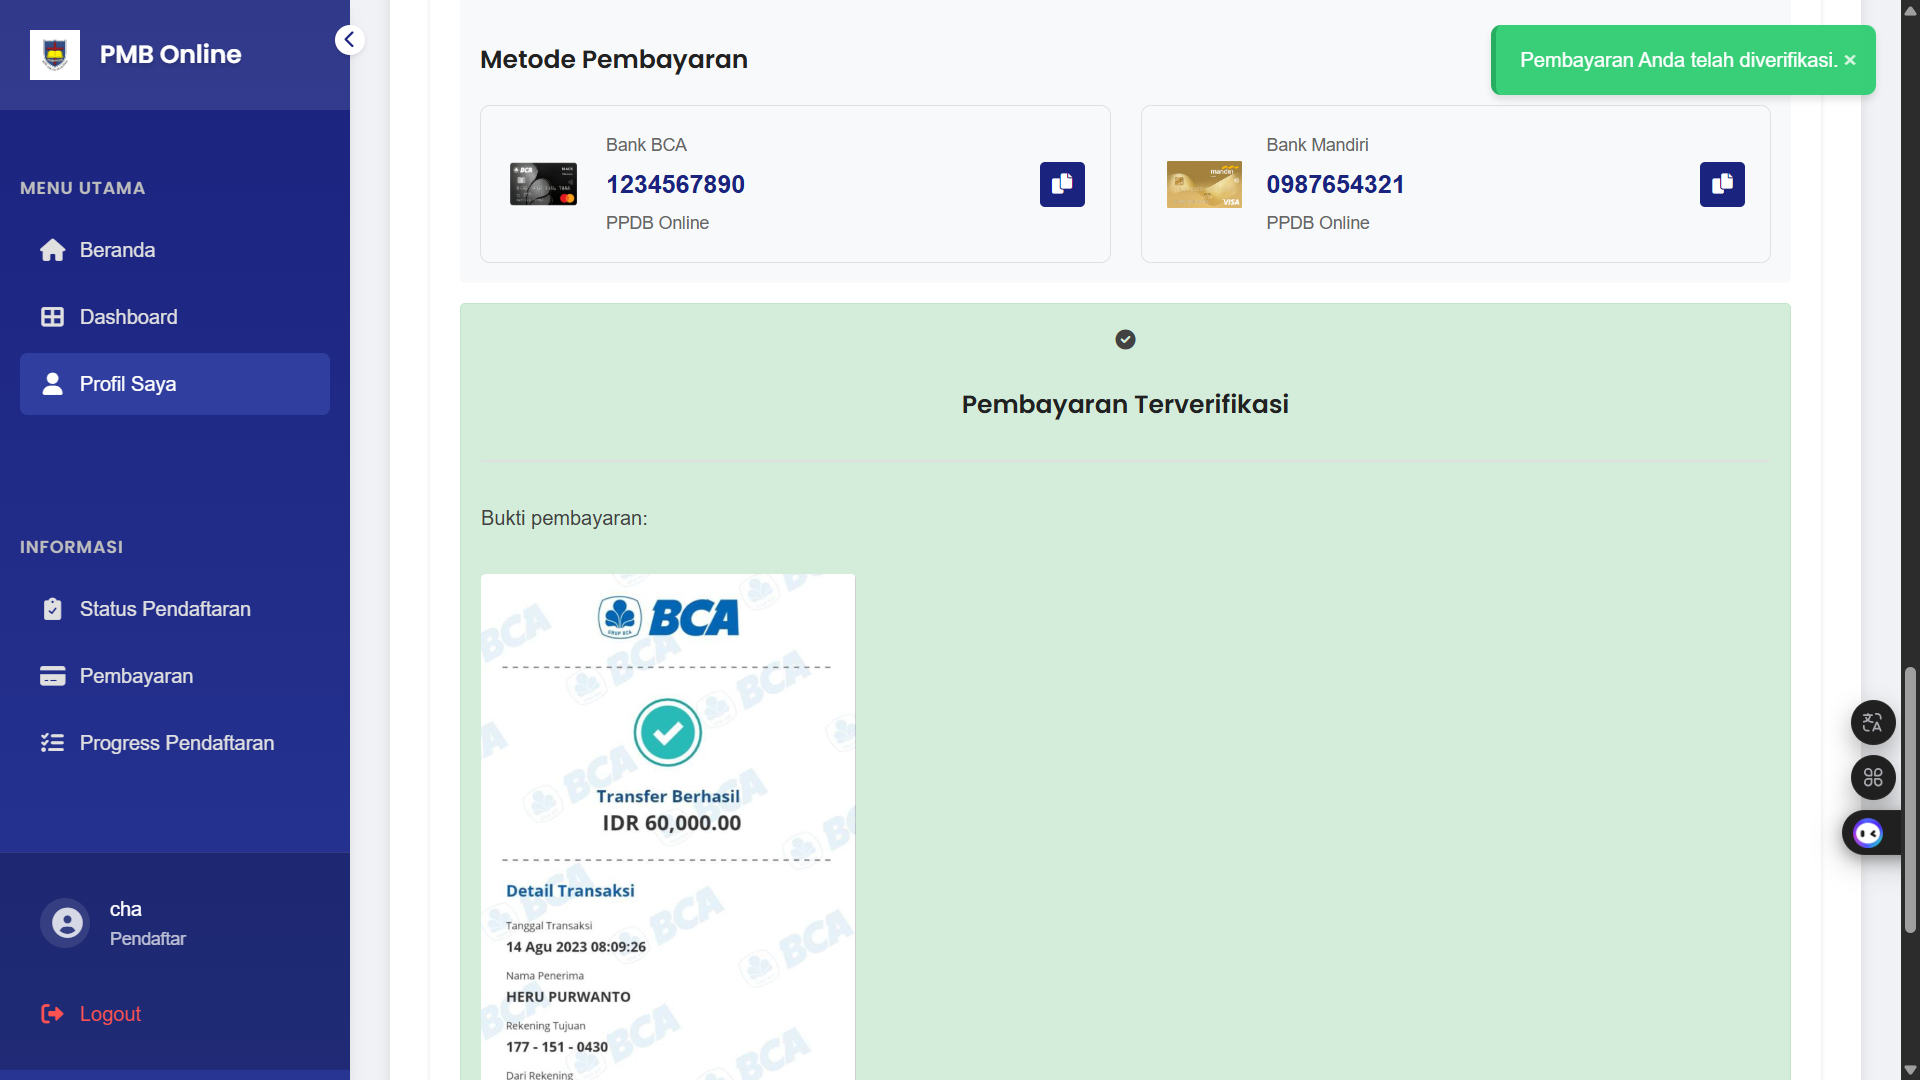 PMB Online
MENU UTAMA
Beranda
Dashboard
Profil Saya
INFORMASI
Status Pendaftaran
Pembayaran
Progress Pendaftaran
cha
Pendaftar
Logout
Metode Pembayaran
Pembayaran Anda telah diverifikasi. ×
Bank BCA
1234567890
PPDB Online
Bank Mandiri
0987654321
PPDB Online
Pembayaran Terverifikasi
Bukti pembayaran:
BCA
Transfer Berhasil
IDR 60,000.00
Detail Transaksi
Tanggal Transaksi
14 Agu 2023 08:09:26
Nama Penerima
HERU PURWANTO
Rekening Tujuan
177 - 151 - 0430
Dari Rekening